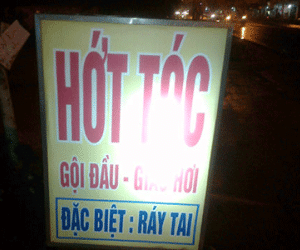 HỚT TÓC
GỘI ĐẦU - GIÁC HƠI
ĐẶC BIỆT : RÁY TAI